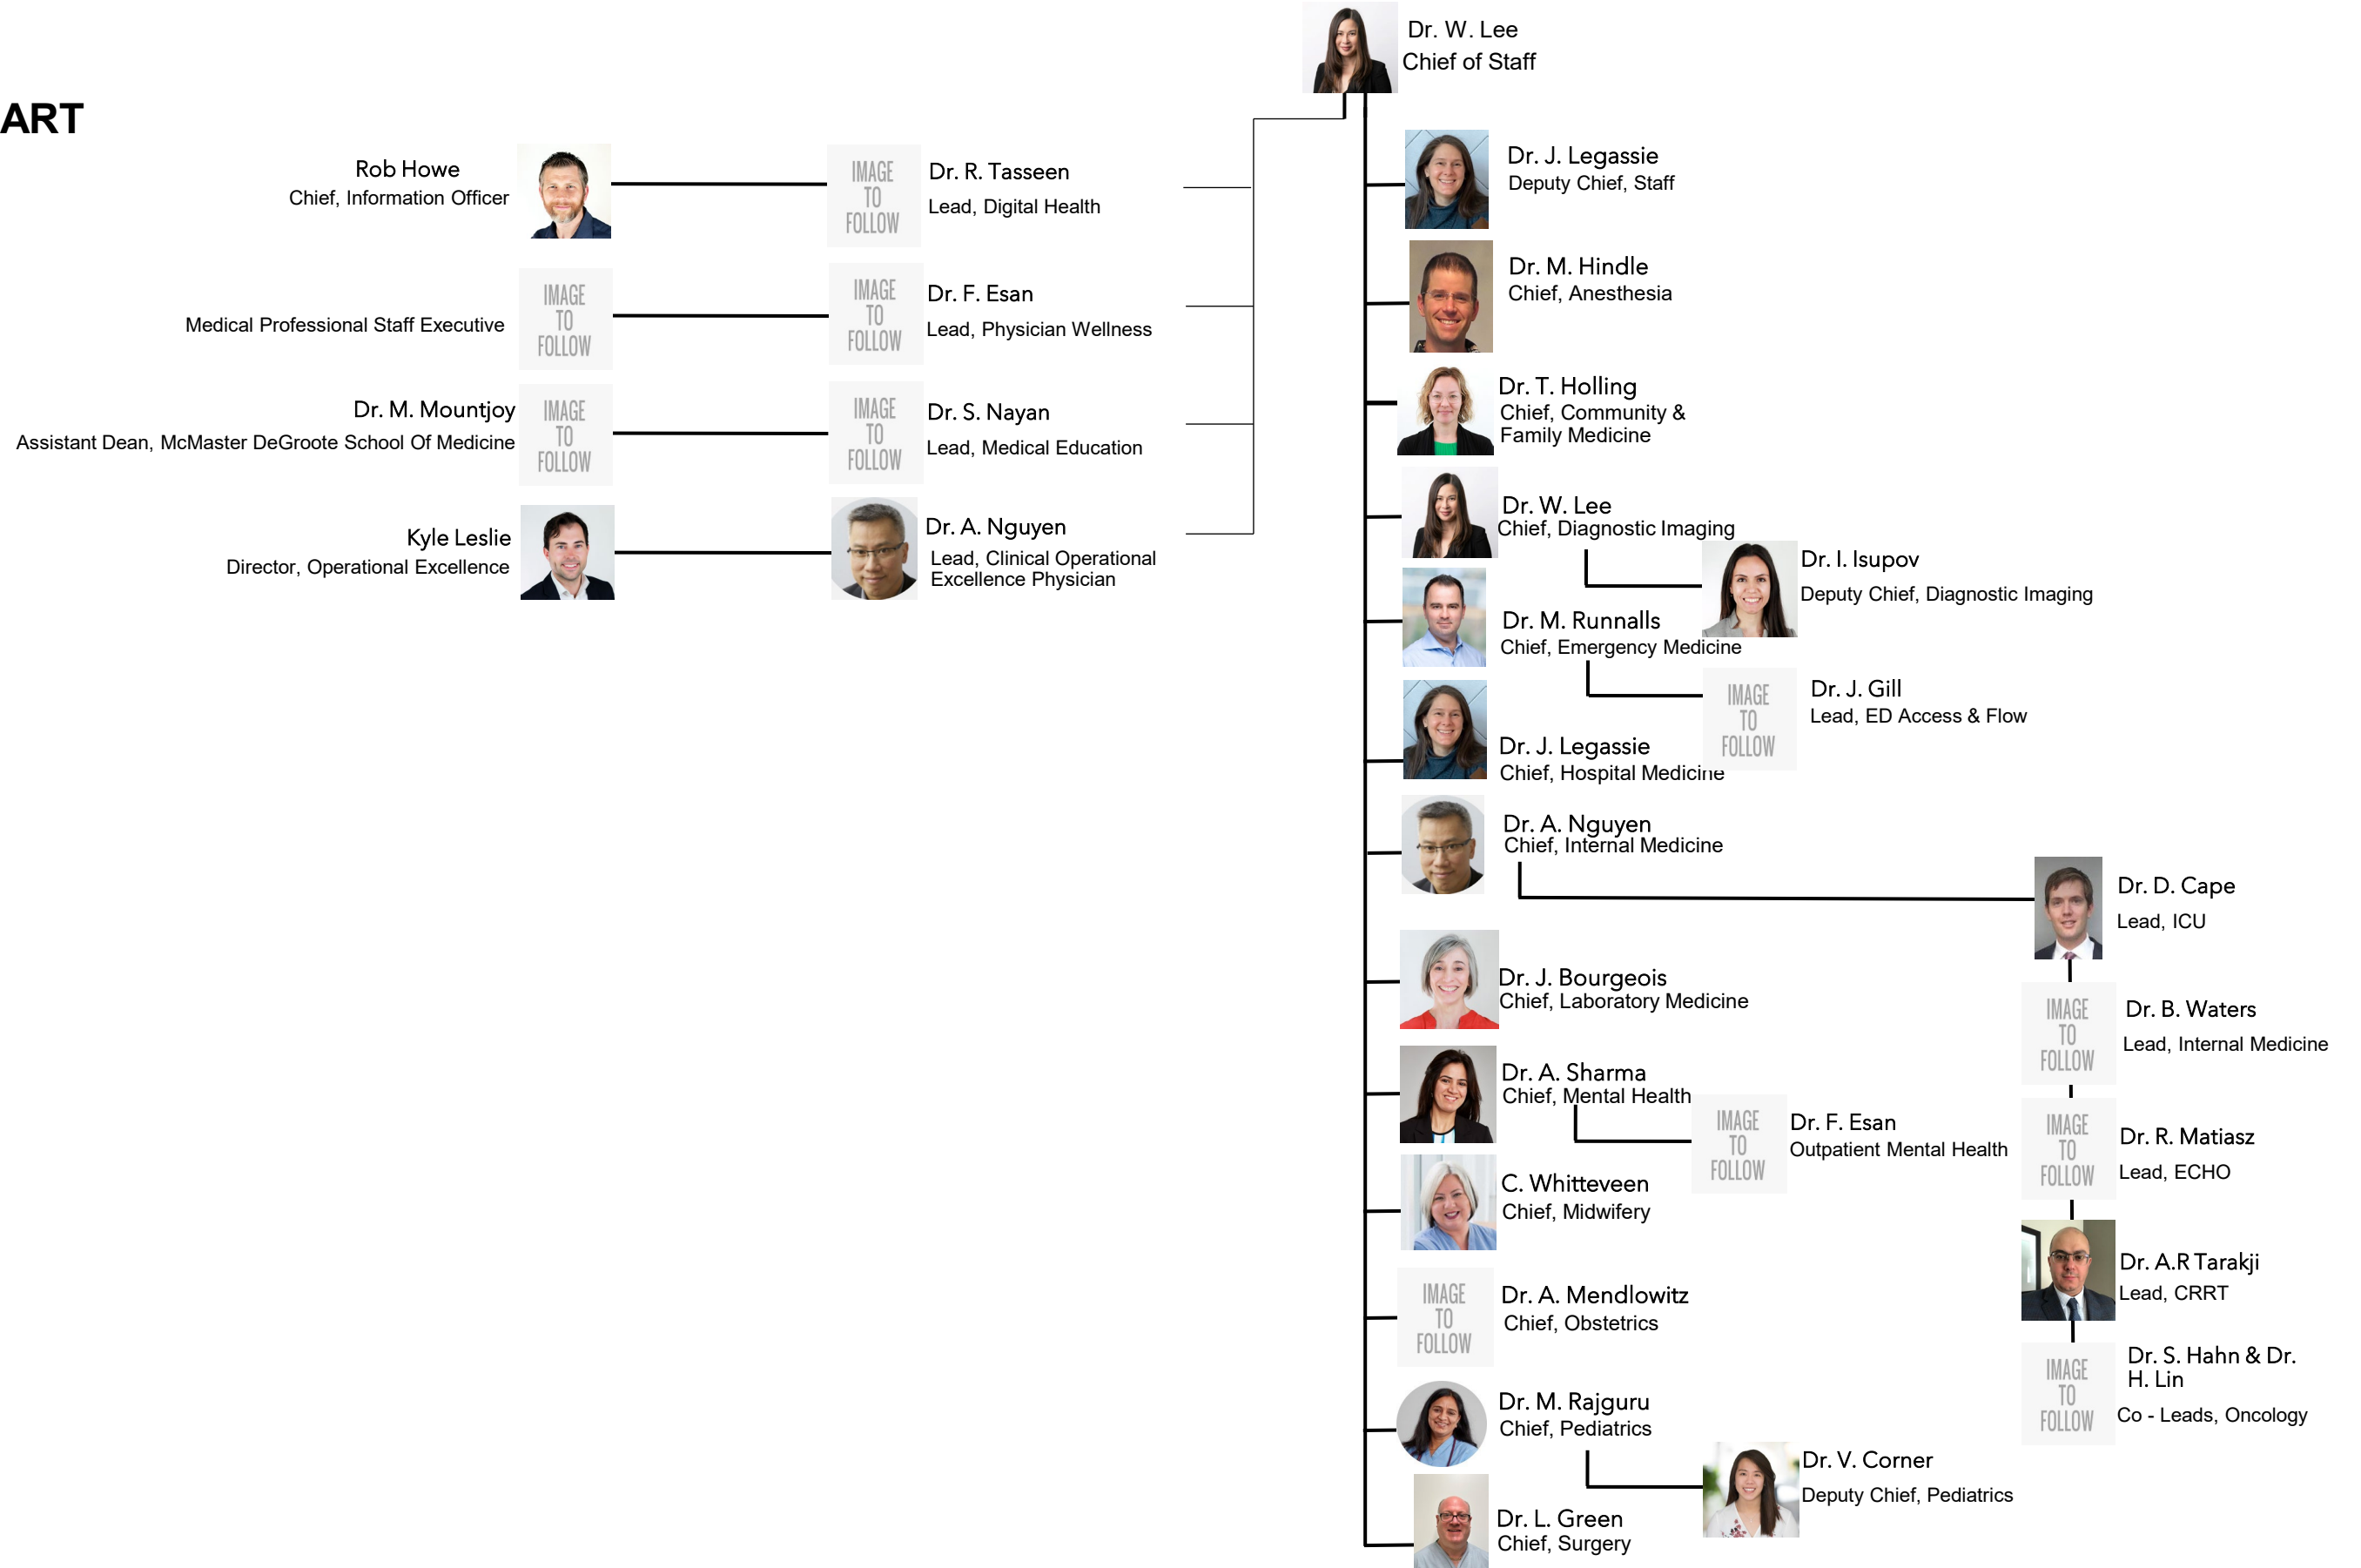 Dr. W. Lee
Chief of Staff
ART
Rob Howe
Chief, Information Officer
IMAGE
TO
FOLLOW
Dr. R. Tasseen
Lead, Digital Health
IMAGE
TO
FOLLOW
Medical Professional Staff Executive
IMAGE
TO
FOLLOW
Dr. F. Esan
Lead, Physician Wellness
Dr. M. Mountjoy
Assistant Dean, McMaster DeGroote School Of Medicine
IMAGE
TO
FOLLOW
IMAGE
TO
FOLLOW
Dr. S. Nayan
Lead, Medical Education
Kyle Leslie
Director, Operational Excellence
Dr. A. Nguyen
Lead, Clinical Operational
Excellence Physician
Dr. J. Legassie
Deputy Chief, Staff
Dr. M. Hindle
Chief, Anesthesia
Dr. T. Holling
Chief, Community &
Family Medicine
Dr. W. Lee
Chief, Diagnostic Imaging
Dr. I. Isupov
Deputy Chief, Diagnostic Imaging
Dr. M. Runnalls
Chief, Emergency Medicine
IMAGE
TO
FOLLOW
Dr. J. Gill
Lead, ED Access & Flow
Dr. J. Legassie
Chief, Hospital Medicine
Dr. A. Nguyen
Chief, Internal Medicine
Dr. D. Cape
Lead, ICU
IMAGE
TO
FOLLOW
Dr. B. Waters
Lead, Internal Medicine
IMAGE
TO
FOLLOW
Dr. R. Matiasz
Lead, ECHO
Dr. A.R Tarakji
Lead, CRRT
IMAGE
TO
FOLLOW
Dr. S. Hahn & Dr.
H. Lin
Co - Leads, Oncology
Dr. J. Bourgeois
Chief, Laboratory Medicine
Dr. A. Sharma
Chief, Mental Health
IMAGE
TO
FOLLOW
Dr. F. Esan
Outpatient Mental Health
C. Whitteveen
Chief, Midwifery
IMAGE
TO
FOLLOW
Dr. A. Mendlowitz
Chief, Obstetrics
Dr. M. Rajguru
Chief, Pediatrics
Dr. V. Corner
Deputy Chief, Pediatrics
Dr. L. Green
Chief, Surgery